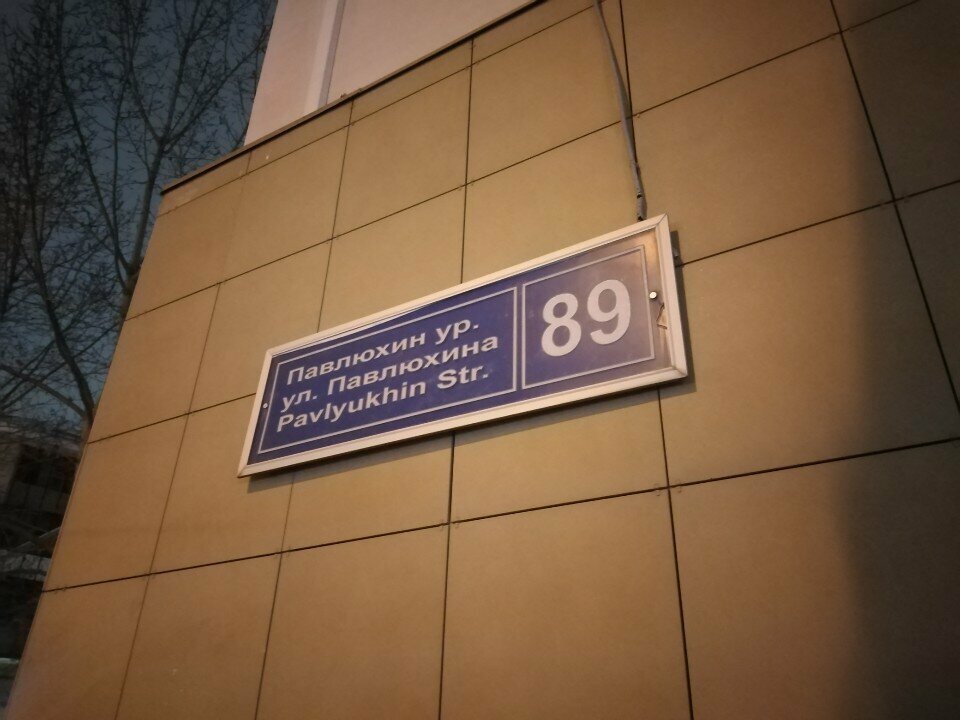 Павлюхин ур.
ул. Павлюхина
Pavlyukhin Str.
89